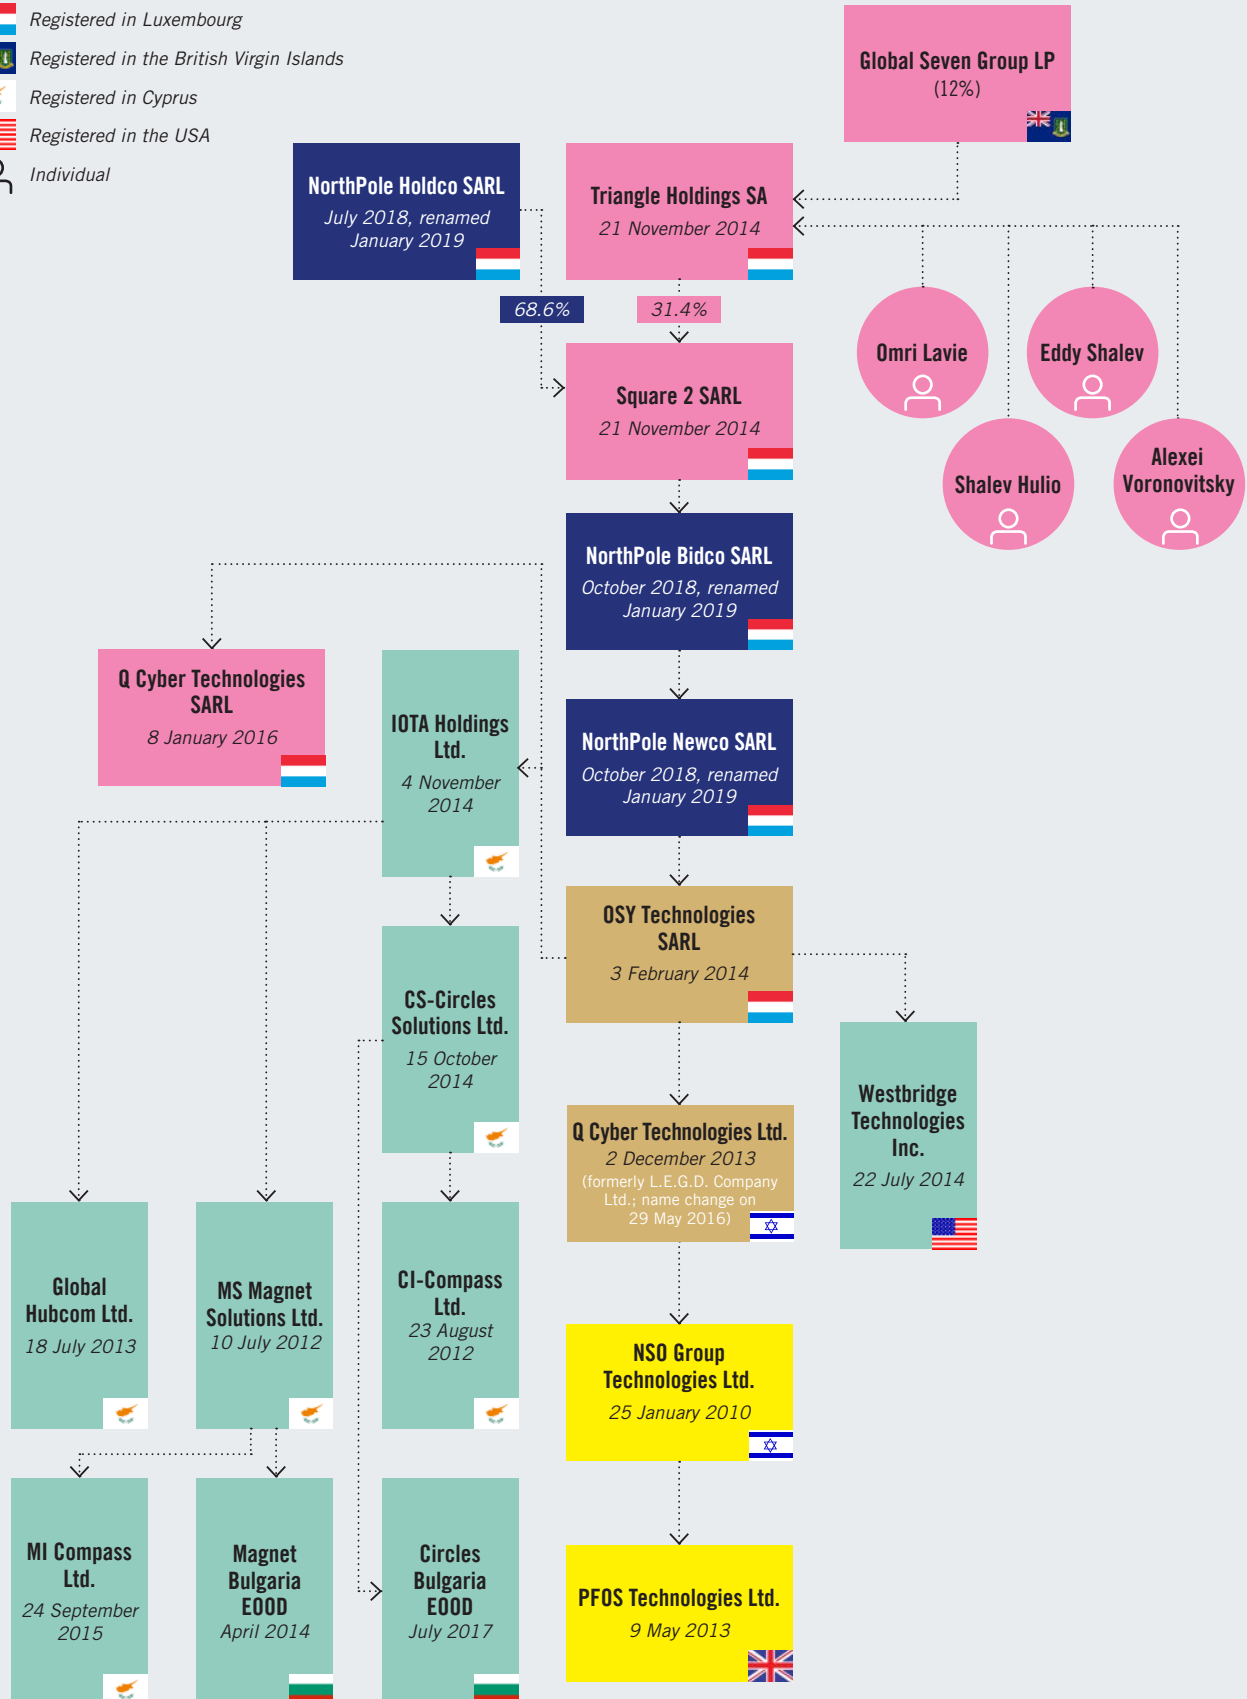 Registered in Luxembourg
Registered in the British Virgin Islands
Registered in Cyprus
Registered in the USA
Individual
Global Seven Group LP
(12%)
NorthPole Holdco SARL
July 2018, renamed
January 2019
Triangle Holdings SA
21 November 2014
68.6%
31.4%
Omri Lavie
Eddy Shalev
Shalev Hulio
Alexei
Voronovitsky
Square 2 SARL
21 November 2014
NorthPole Bidco SARL
October 2018, renamed
January 2019
Q Cyber Technologies
SARL
8 January 2016
IOTA Holdings
Ltd.
4 November
2014
NorthPole Newco SARL
October 2018, renamed
January 2019
OSY Technologies
SARL
3 February 2014
CS-Circles
Solutions Ltd.
15 October
2014
Westbridge
Technologies
Inc.
22 July 2014
Q Cyber Technologies Ltd.
2 December 2013
(formerly L.E.G.D. Company
Ltd.; name change on
29 May 2016)
Global
Hubcom Ltd.
18 July 2013
MS Magnet
Solutions Ltd.
10 July 2012
CI-Compass
Ltd.
23 August
2012
NSO Group
Technologies Ltd.
25 January 2010
MI Compass
Ltd.
24 September
2015
Magnet
Bulgaria
EOOD
April 2014
Circles
Bulgaria
EOOD
July 2017
PFOS Technologies Ltd.
9 May 2013